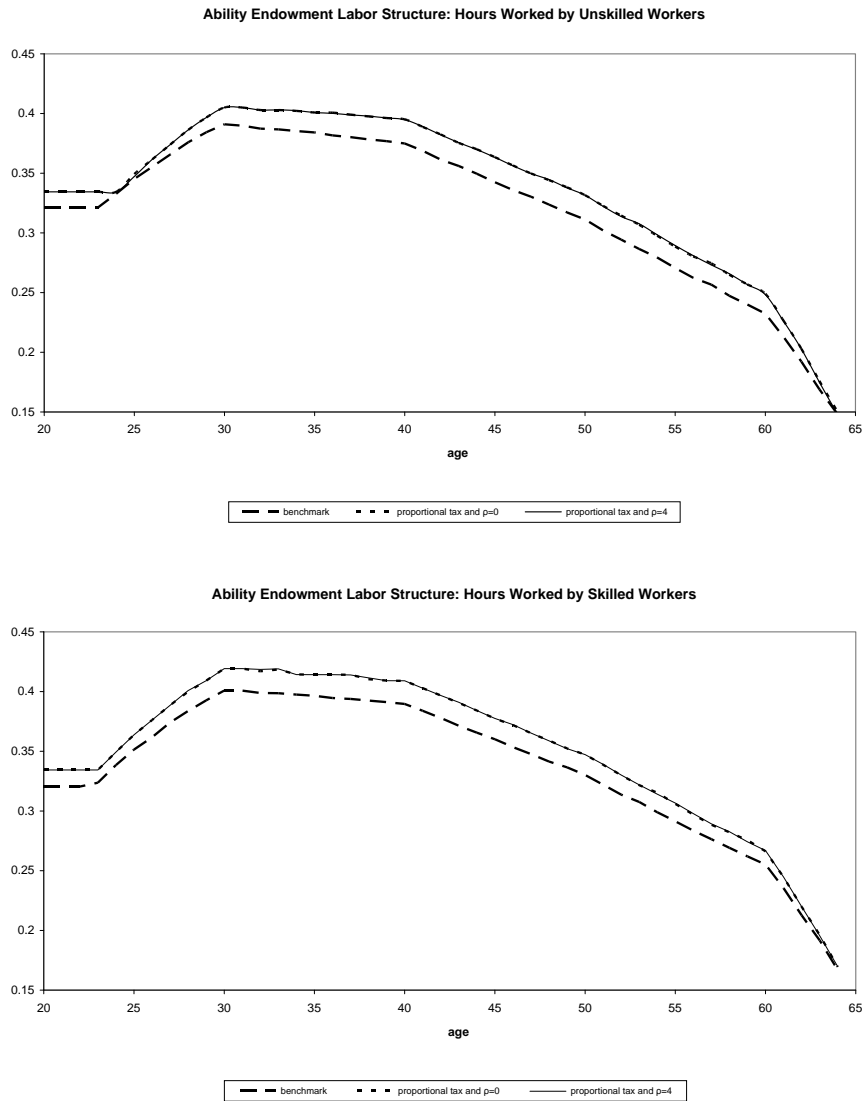 Ability Endowment Labor Structure: Hours Worked by Unskilled Workers
0.45
0.4
0.35
0.3
0.25
0.2
0.15
20 25 30 35 40 45 50 55 60 65
age
benchmark proportional tax and ρ=0 proportional tax and ρ=4
Ability Endowment Labor Structure: Hours Worked by Skilled Workers
0.45
0.4
0.35
0.3
0.25
0.2
0.15
20 25 30 35 40 45 50 55 60 65
age
benchmark proportional tax and ρ=0 proportional tax and ρ=4